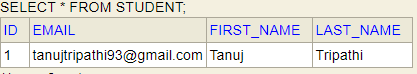 SELECT * FROM STUDENT;
ID EMAIL FIRST_NAME LAST_NAME
1 tanujtripathi93@gmail.com Tanuj Tripathi